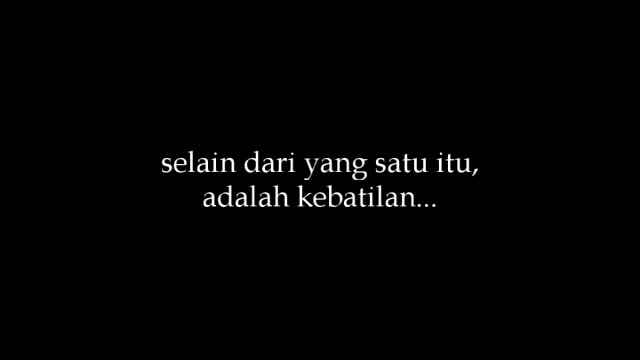 selain dari yang satu itu,
adalah kebatilan...